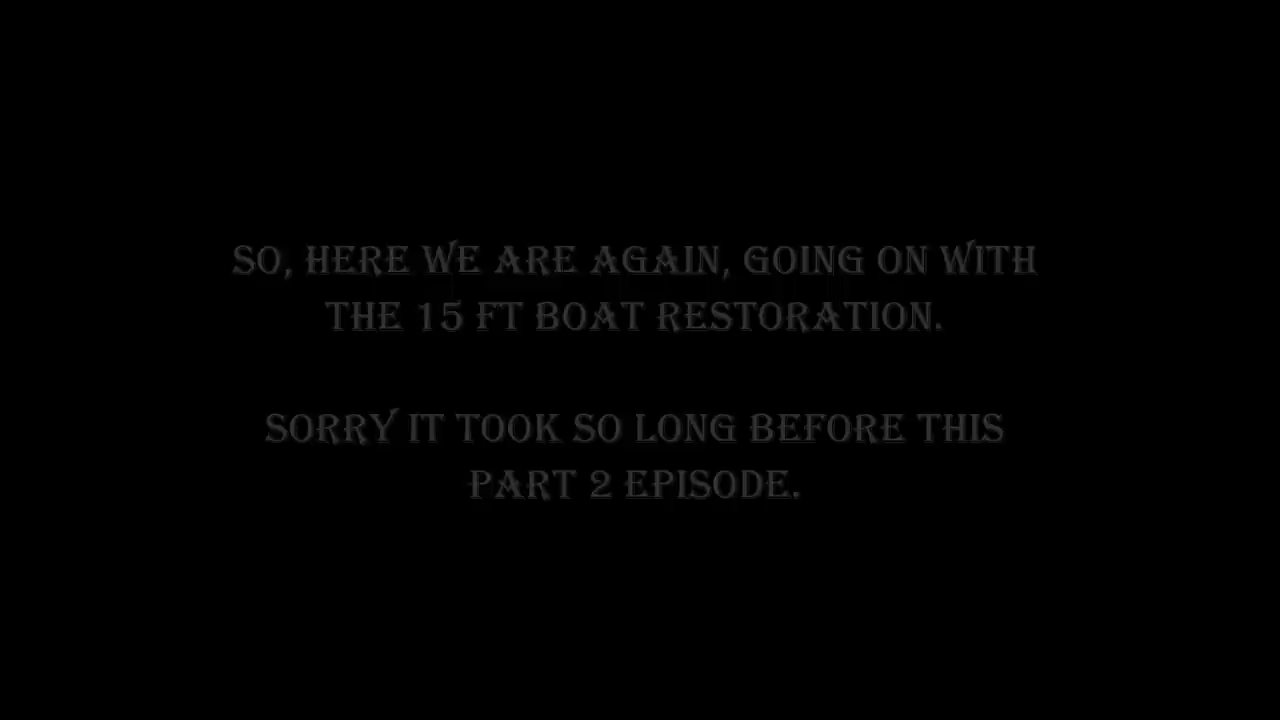 SO, HERE WE ARE AGAIN, GOING ON WITH
THE 15 FT BOAT RESTORATION.
SORRY IT TOOK SO LONG BEFORE THIS
PART 2 EPISODE.